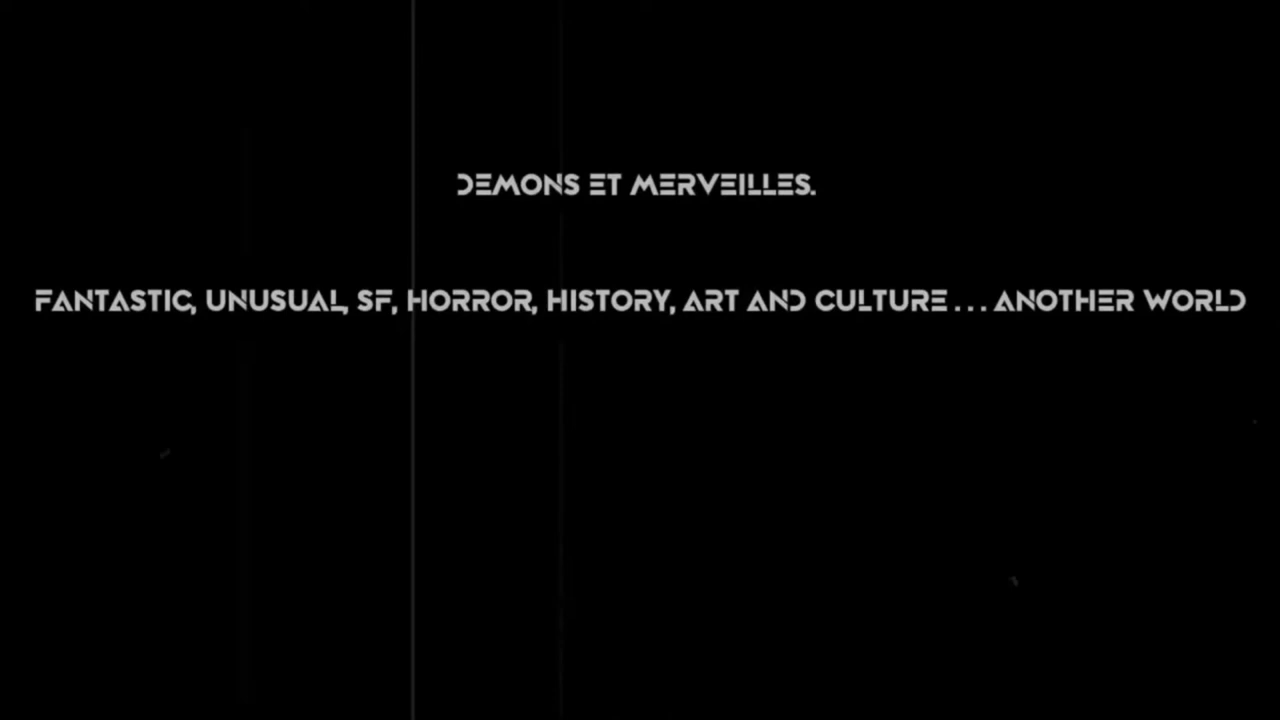 DEMONS ET MERVEILLES.
FANTASTIC, UNUSUAL, SF, HORROR, HISTORY, ART AND CULTURE... ANOTHER WORLD